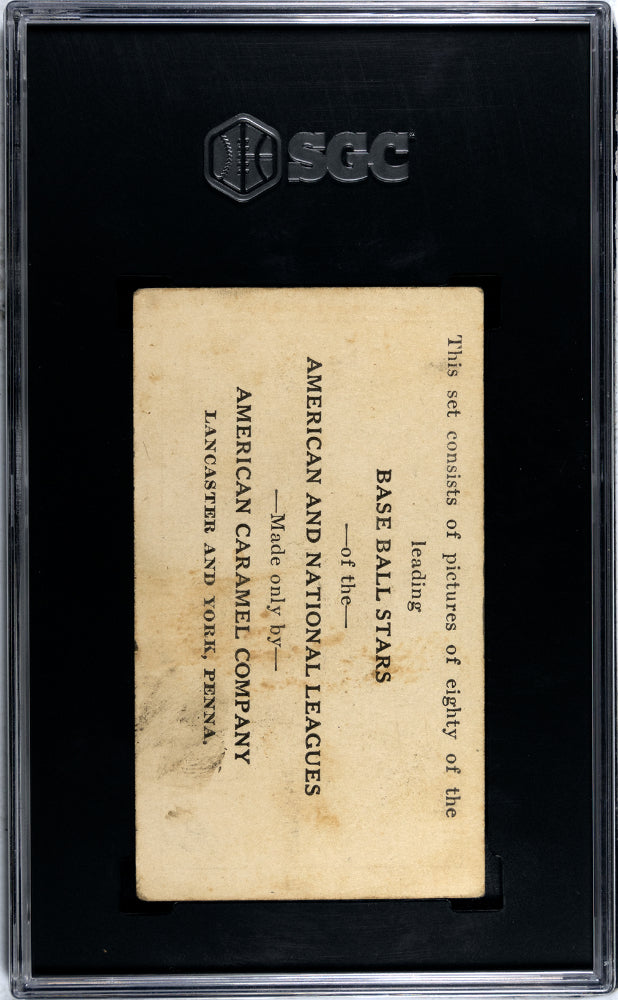 SGC
This set consists of pictures of eighty of the
leading
BASE BALL STARS
—of the—
AMERICAN AND NATIONAL LEAGUES
—Made only by—
AMERICAN CARAMEL COMPANY
LANCASTER AND YORK, PENNA.